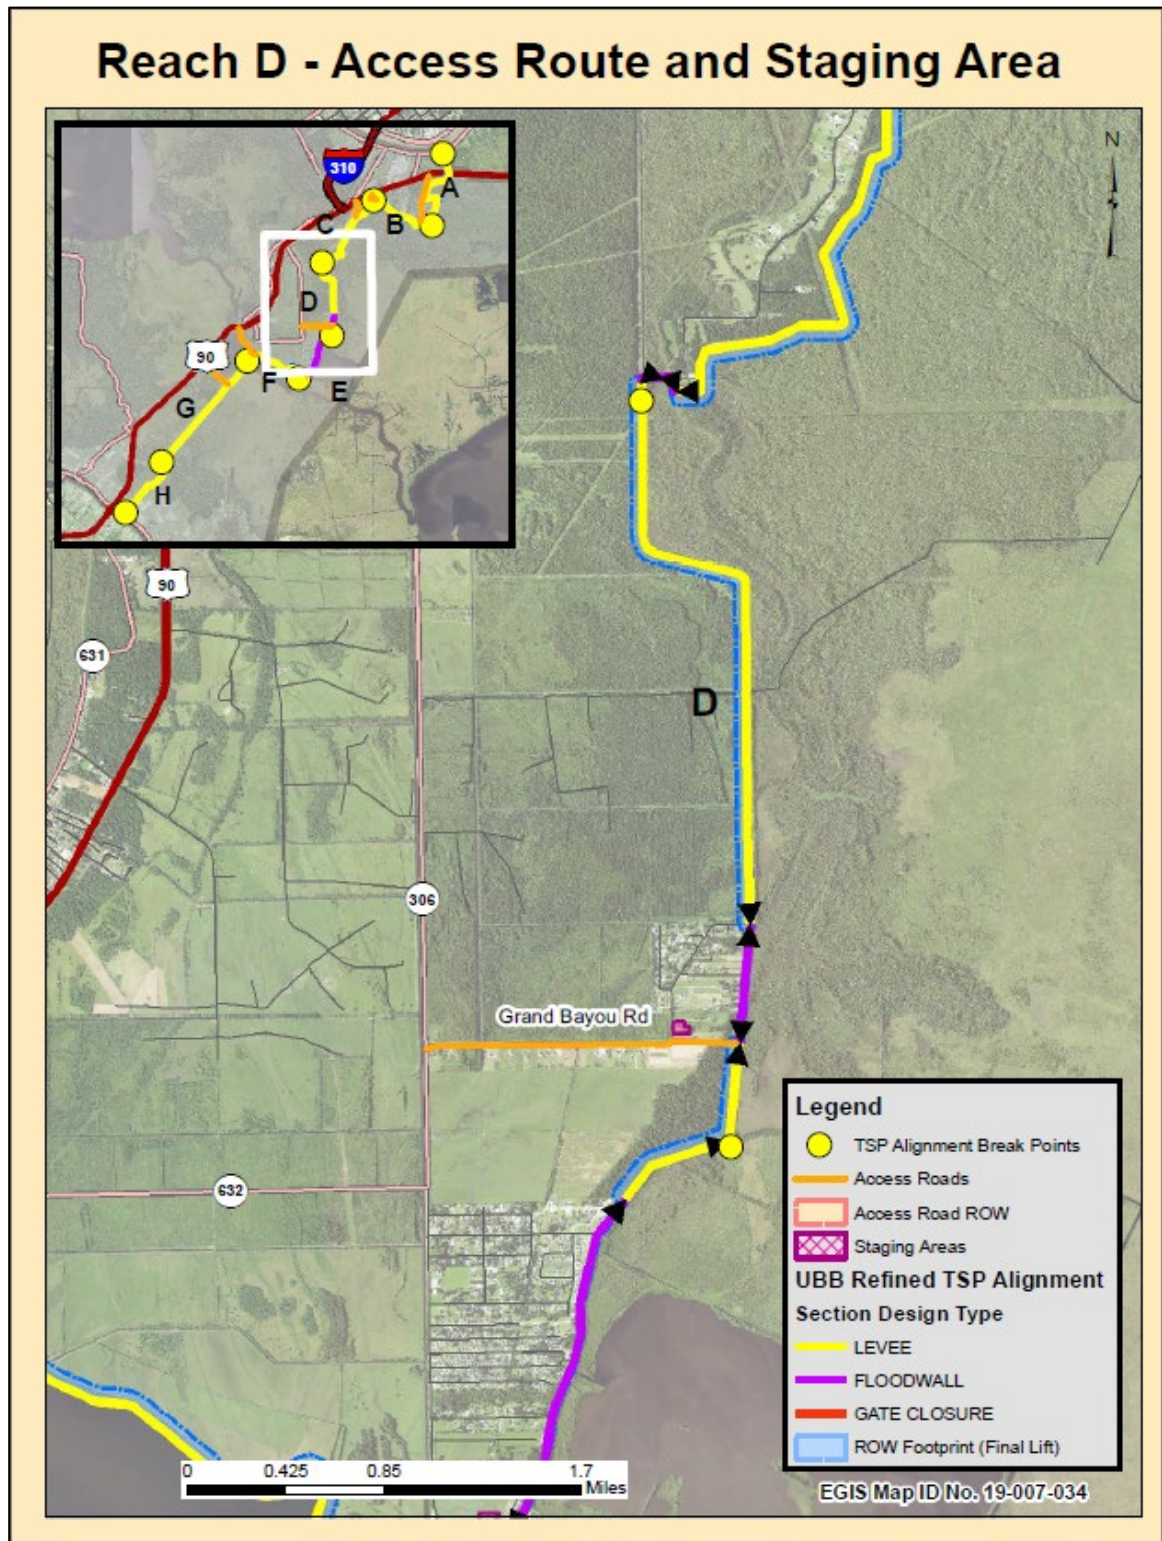 Reach D - Access Route and Staging Area
N
310
A
C
B
D
90
F
E
G
H
90
631
D
306
Grand Bayou Rd
632
Legend
TSP Alignment Break Points
Access Roads
Access Road ROW
Staging Areas
UBB Refined TSP Alignment
Section Design Type
LEVEE
FLOODWALL
GATE CLOSURE
ROW Footprint (Final Lift)
0 0.425 0.85 1.7
Miles
EGIS Map ID No. 19-007-034